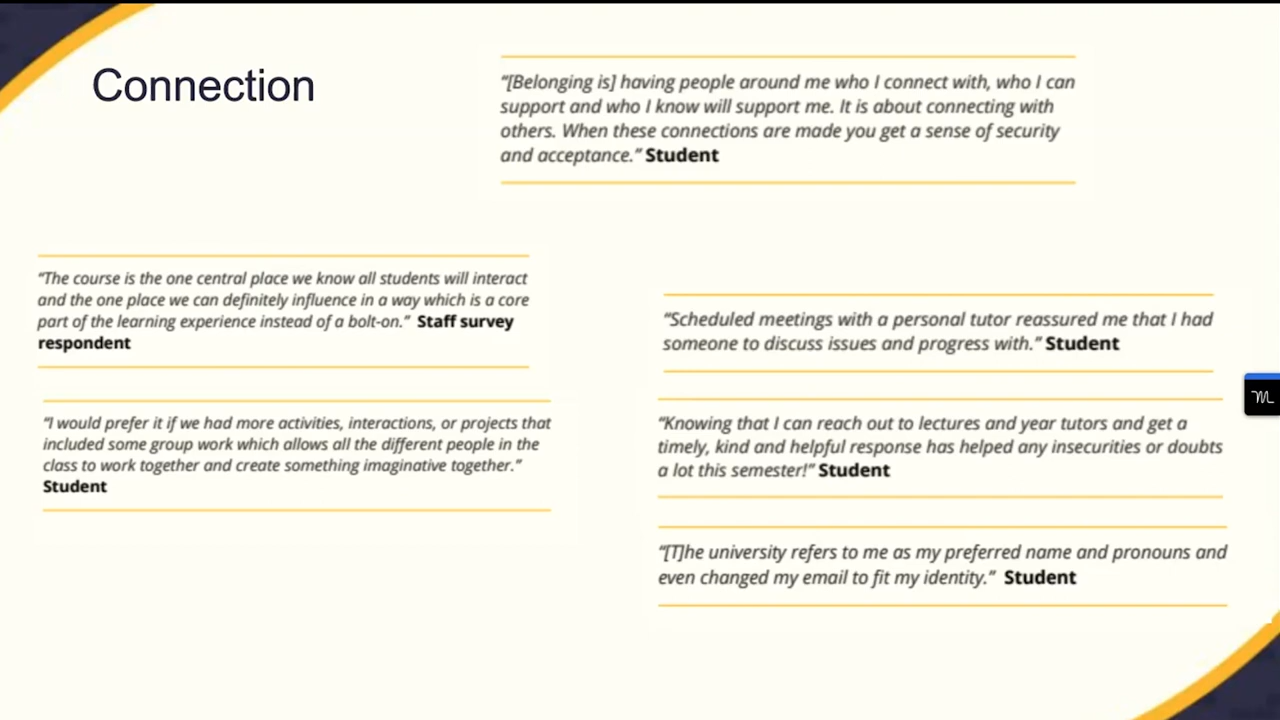 Connection
“[Belonging is] having people around me who I connect with, who I can
support and who I know will support me. It is about connecting with
others. When these connections are made you get a sense of security
and acceptance.” Student
“The course is the one central place we know all students will interact
and the one place we can definitely influence in a way which is a core
part of the learning experience instead of a bolt-on.” Staff survey
respondent
“I would prefer it if we had more activities, interactions, or projects that
included some group work which allows all the different people in the
class to work together and create something imaginative together.”
Student
“Scheduled meetings with a personal tutor reassured me that I had
someone to discuss issues and progress with.” Student
“Knowing that I can reach out to lectures and year tutors and get a
timely, kind and helpful response has helped any insecurities or doubts
a lot this semester!” Student
“[T]he university refers to me as my preferred name and pronouns and
even changed my email to fit my identity.” Student